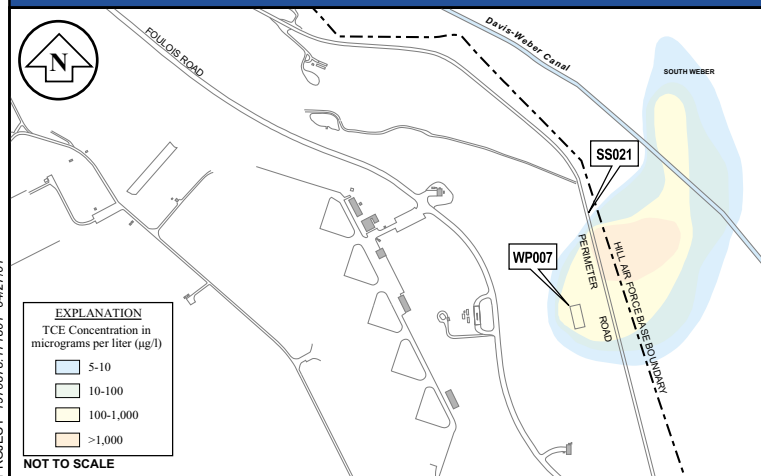 Davis-Weber Canal
FOULOIS ROAD
N
SOUTH WEBER
SS021
WP007
PERIMETER ROAD
HILL AIR FORCE BASE BOUNDARY
EXPLANATION
TCE Concentration in
micrograms per liter (µg/l)
5-10
10-100
100-1,000
>1,000
NOT TO SCALE